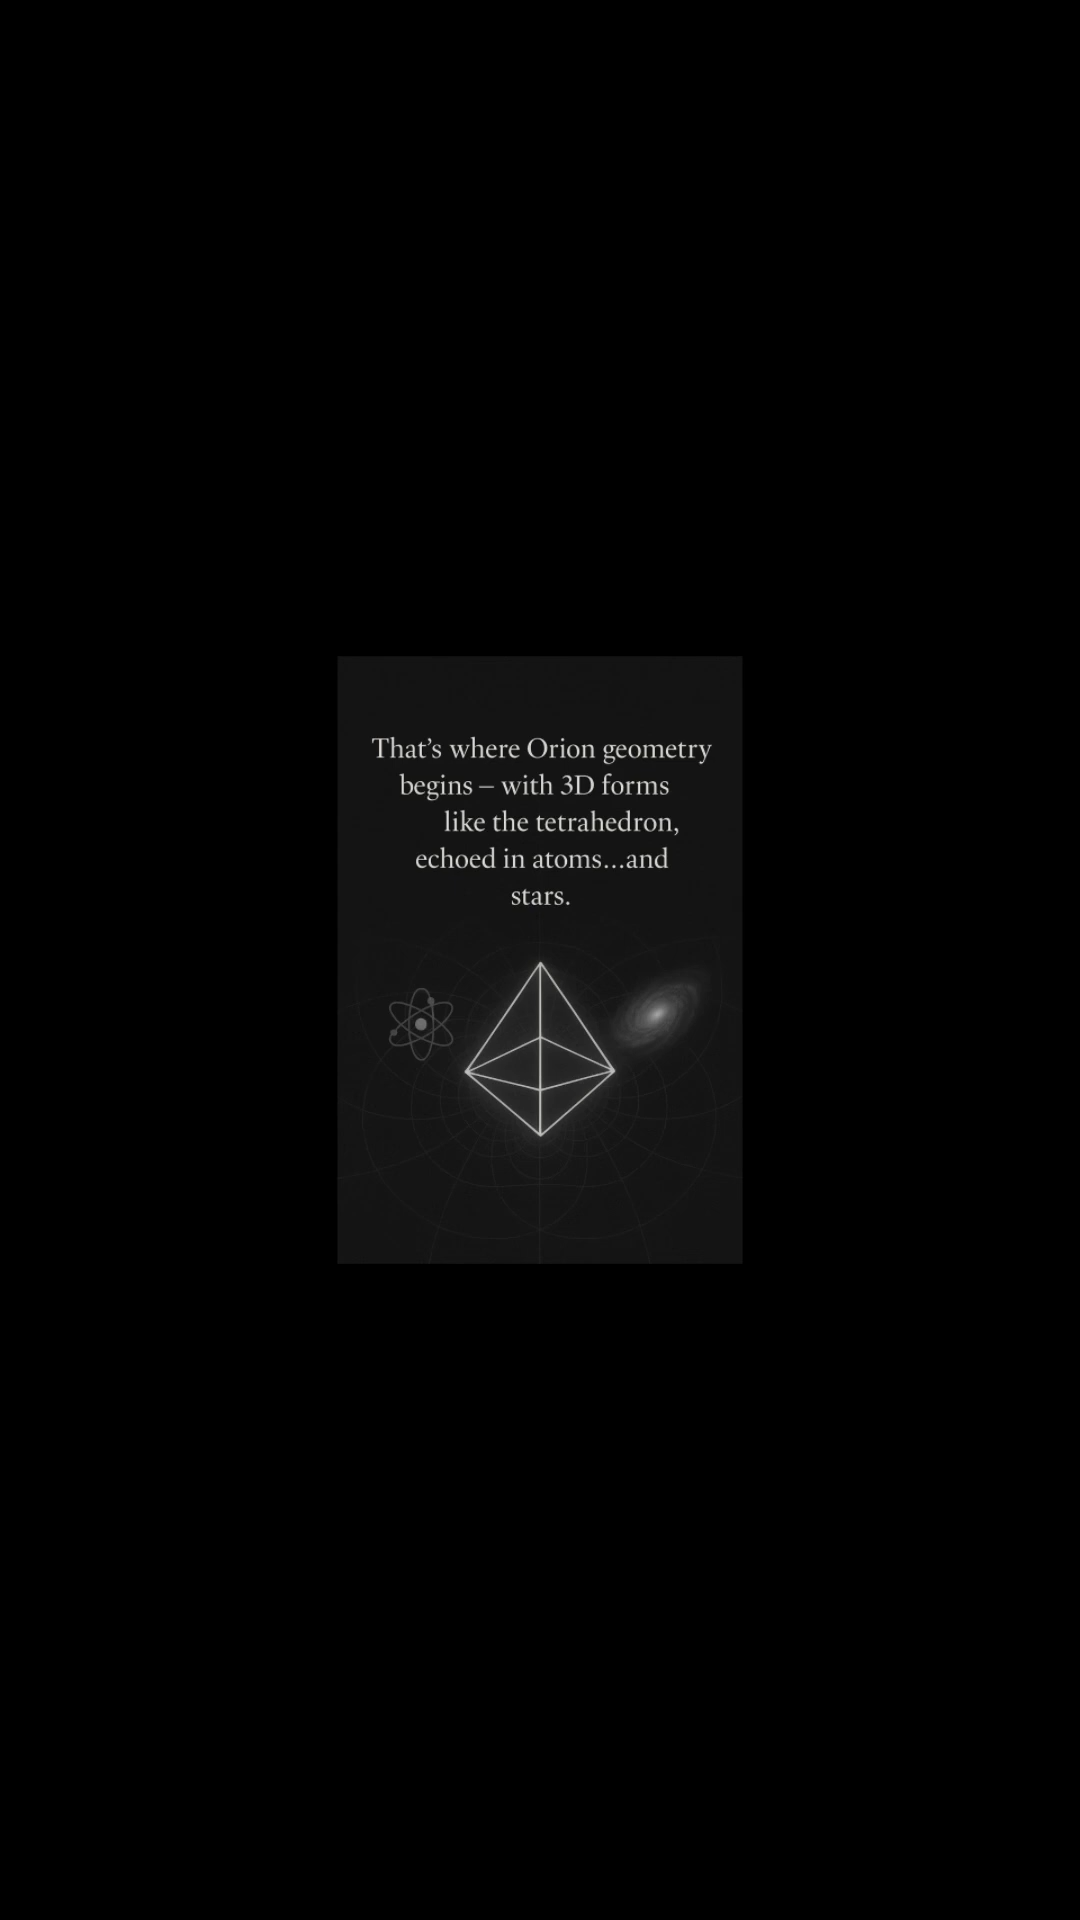 That’s where Orion geometry
begins – with 3D forms
like the tetrahedron,
echoed in atoms...and
stars.